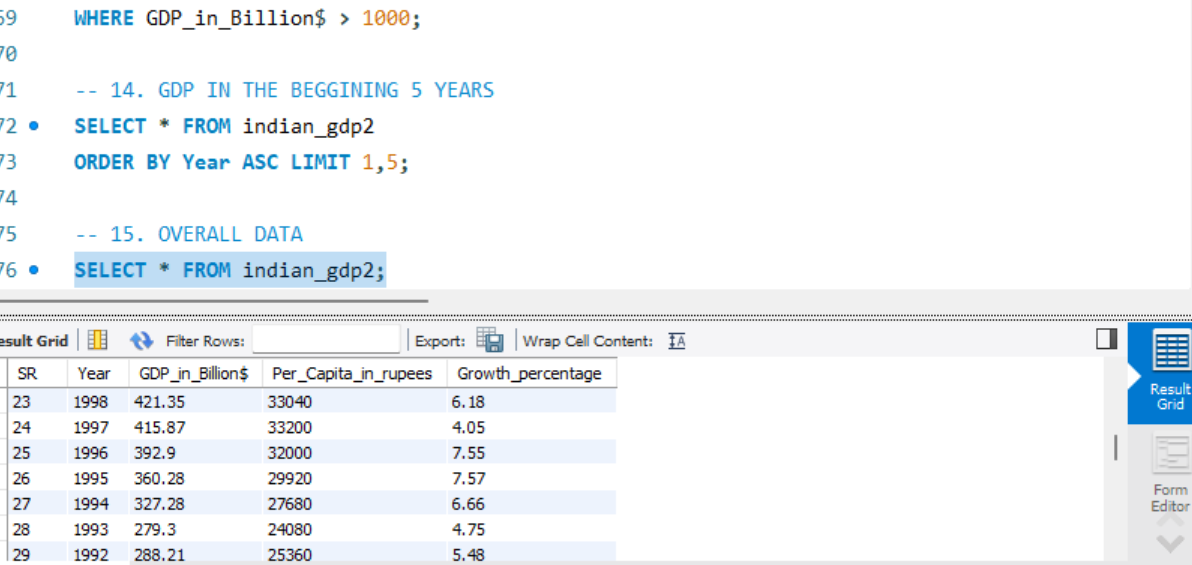 69 WHERE GDP_in_Billion$ > 1000;
70
71 -- 14. GDP IN THE BEGGINING 5 YEARS
72 SELECT * FROM indian_gdp2
73 ORDER BY Year ASC LIMIT 1,5;
74
75 -- 15. OVERALL DATA
76 SELECT * FROM indian_gdp2;
Result Grid Filter Rows: Export: Wrap Cell Content:
SR Year GDP_in_Billion$ Per_Capita_in_rupees Growth_percentage
23 1998 421.35 33040 6.18
24 1997 415.87 33200 4.05
25 1996 392.9 32000 7.55
26 1995 360.28 29920 7.57
27 1994 327.28 27680 6.66
28 1993 279.3 24080 4.75
29 1992 288.21 25360 5.48
Result
Grid
Form
Editor